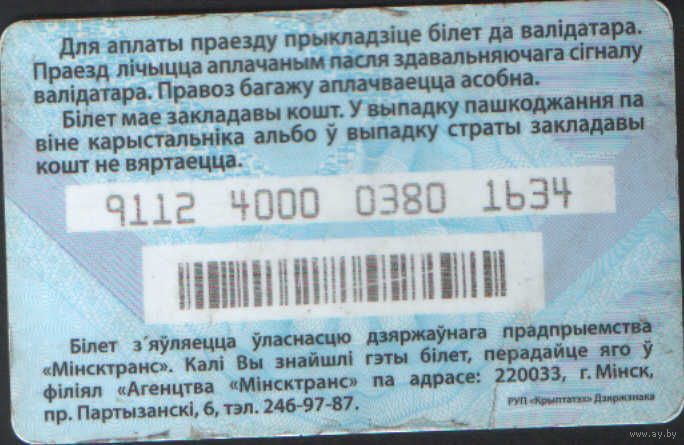 Для аплаты праезду прыкладзіце білет да валідатара.
Праезд лічыцца аплачаным пасля здавальняючага сігналу
валідатара. Правоз багажу аплачваецца асобна.
Білет мае закладавы кошт. У выпадку пашкоджання па
віне карыстальніка альбо ў выпадку страты закладавы
кошт не вяртаецца.
9112 4000 0380 1634
Білет з´яўляецца ўласнасцю дзяржаўнага прадпрыемства
«Мінсктранс». Калі Вы знайшлі гэты білет, перадайце яго ў
філіял «Агенцтва «Мінсктранс» па адрасе: 220033, г. Мінск,
пр. Партызанскі, 6, тэл. 246-97-87.
РУП «Крыптатэх» Дзяржзнака
www.ay.by